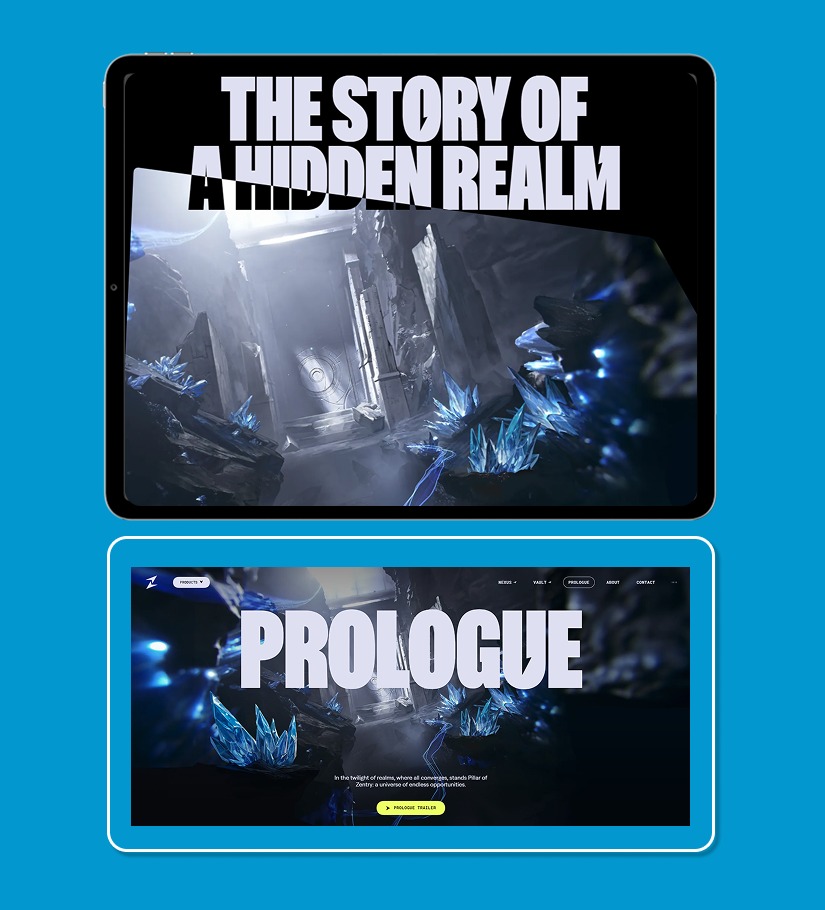 THE STORY OF
A HIDDEN REALM
PRODUCTS
NEXUS
VAULT
PROLOGUE
ABOUT
CONTACT
PROLOGUE
In the twilight of realms, where all converges, stands Pillar of
Zentry: a universe of endless opportunities.
PROLOGUE TRAILER